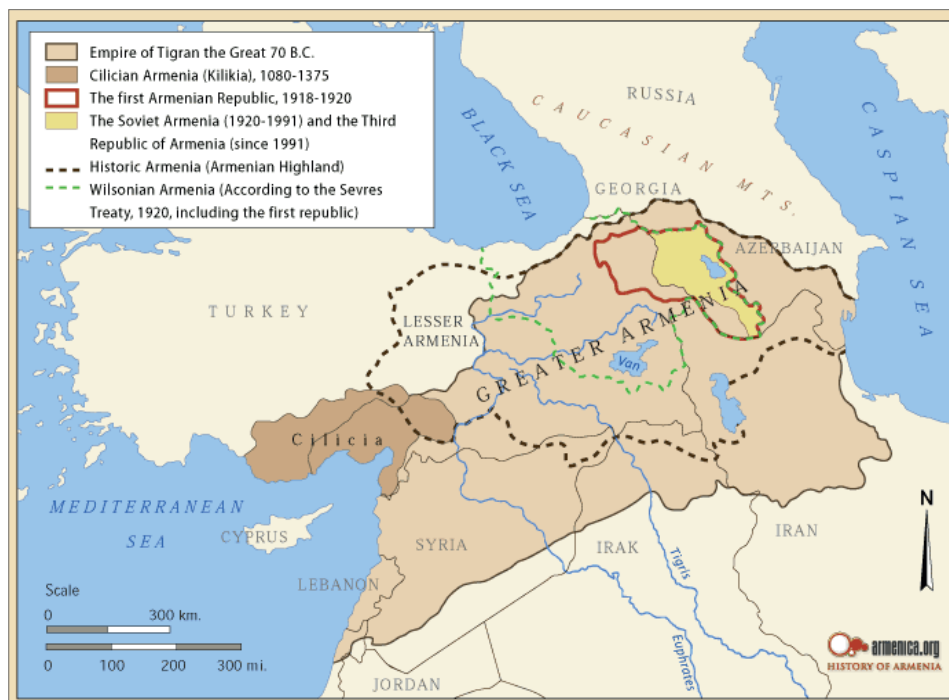 Empire of Tigran the Great 70 B.C.
Cilician Armenia (Kilikia), 1080-1375
The first Armenian Republic, 1918-1920
The Soviet Armenia (1920-1991) and the Third
Republic of Armenia (since 1991)
Historic Armenia (Armenian Highland)
Wilsonian Armenia (According to the Sevres
Treaty, 1920, including the first republic)
RUSSIA
CAUCASIAN MTS.
BLACK SEA
CASPIAN SEA
GEORGIA
AZERBAIJAN
TURKEY
LESSER
ARMENIA
GREATER ARMENIA
Van
Cilicia
MEDITERRANEAN
SEA
CYPRUS
SYRIA
IRAK
IRAN
Tigris
Euphrates
LEBANON
JORDAN
N
Scale
0 300 km.
0 100 200 300 mi.
armenica.org
HISTORY OF ARMENIA